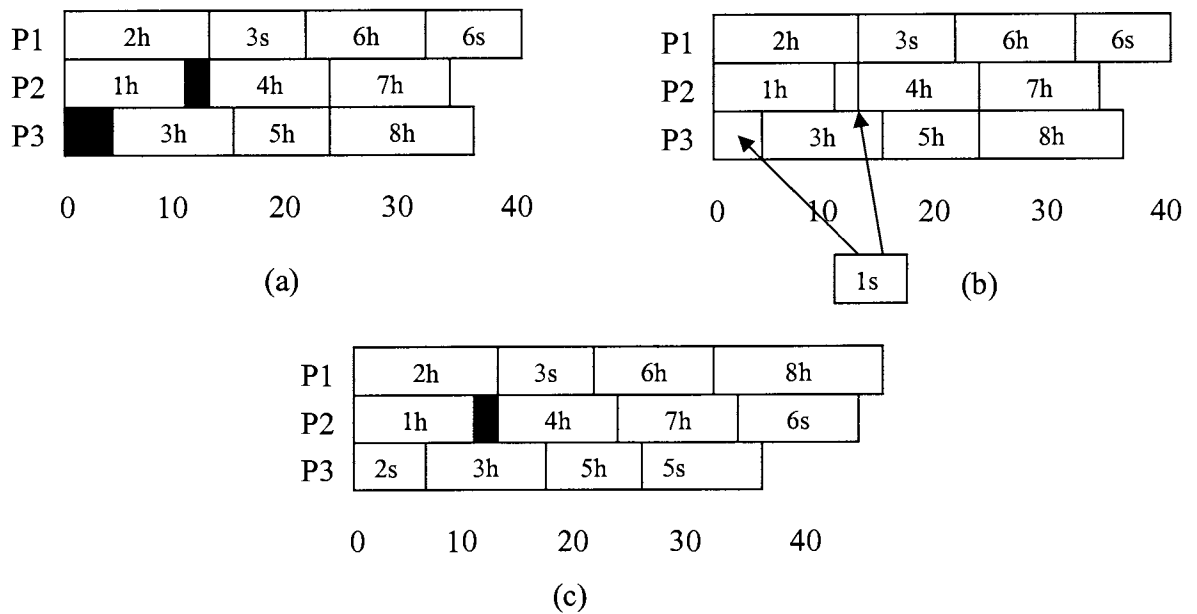 P1 2h 3s 6h 6s
P2 1h 4h 7h
P3 3h 5h 8h
0 10 20 30 40
(a)
P1 2h 3s 6h 6s
P2 1h 4h 7h
P3 3h 5h 8h
0 10 20 30 40
1s
(b)
P1 2h 3s 6h 8h
P2 1h 4h 7h 6s
P3 2s 3h 5h 5s
0 10 20 30 40
(c)